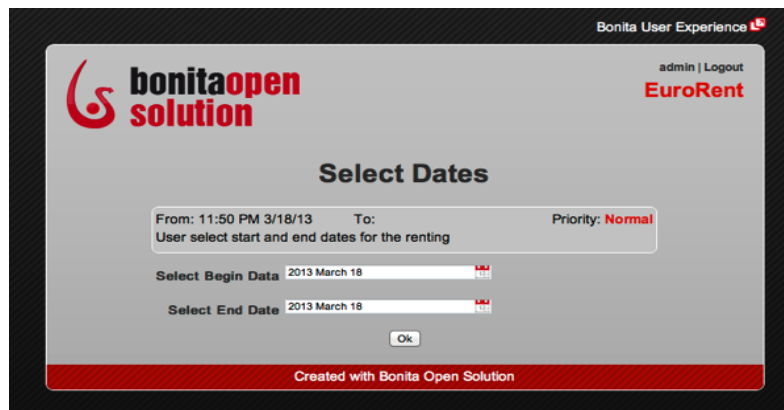 Bonita User Experience
admin | Logout
bonitaopen
solution
EuroRent
Select Dates
From: 11:50 PM 3/18/13 To: Priority: Normal
User select start and end dates for the renting
Select Begin Data 2013 March 18
Select End Date 2013 March 18
Ok
Created with Bonita Open Solution